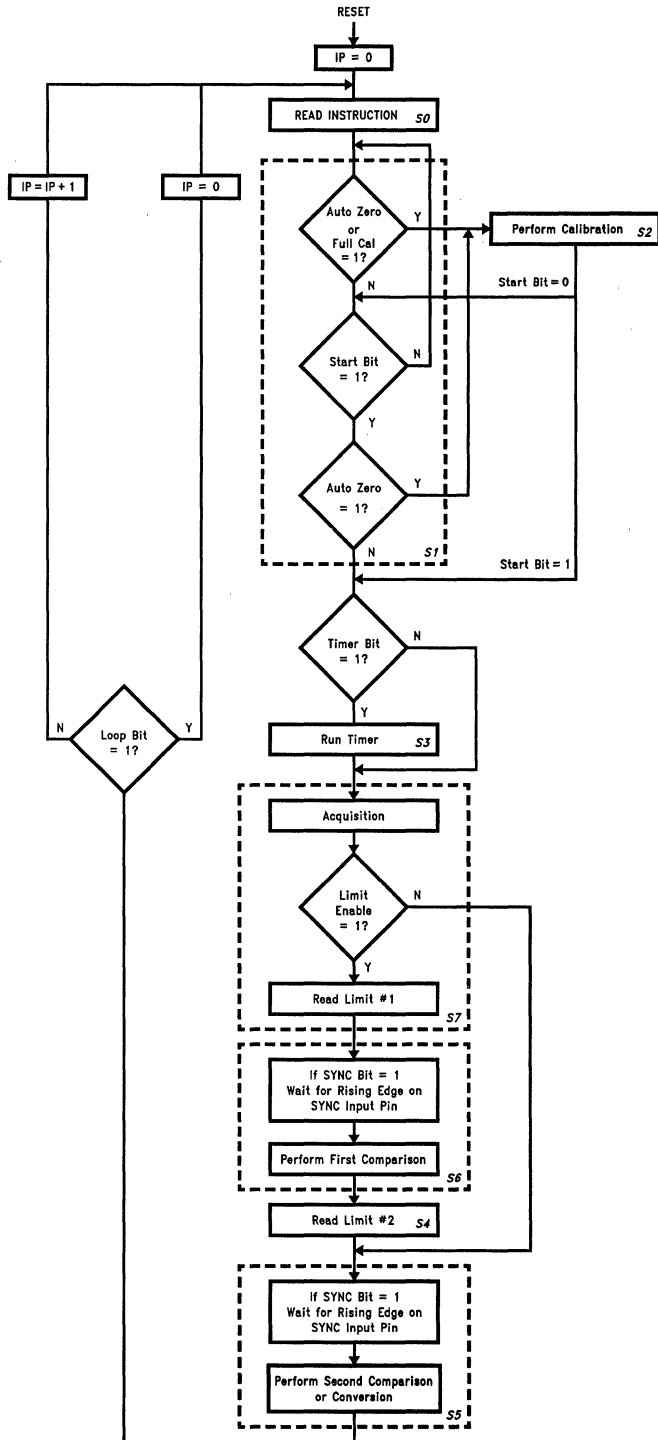 RESET
IP = 0
READ INSTRUCTION S0
IP = IP + 1
IP = 0
Auto Zero
or
Full Cal
= 1?
Y
Perform Calibration S2
N
Start Bit = 0
Start Bit
= 1?
N
Y
Auto Zero
= 1?
Y
N
S1
Start Bit = 1
Timer Bit
= 1?
N
Y
Run Timer S3
N
Loop Bit
= 1?
Y
Acquisition
Limit
Enable
= 1?
N
Y
Read Limit #1
S7
If SYNC Bit = 1
Wait for Rising Edge on
SYNC Input Pin
Perform First Comparison
S6
Read Limit #2 S4
If SYNC Bit = 1
Wait for Rising Edge on
SYNC Input Pin
Perform Second Comparison
or Conversion
S5